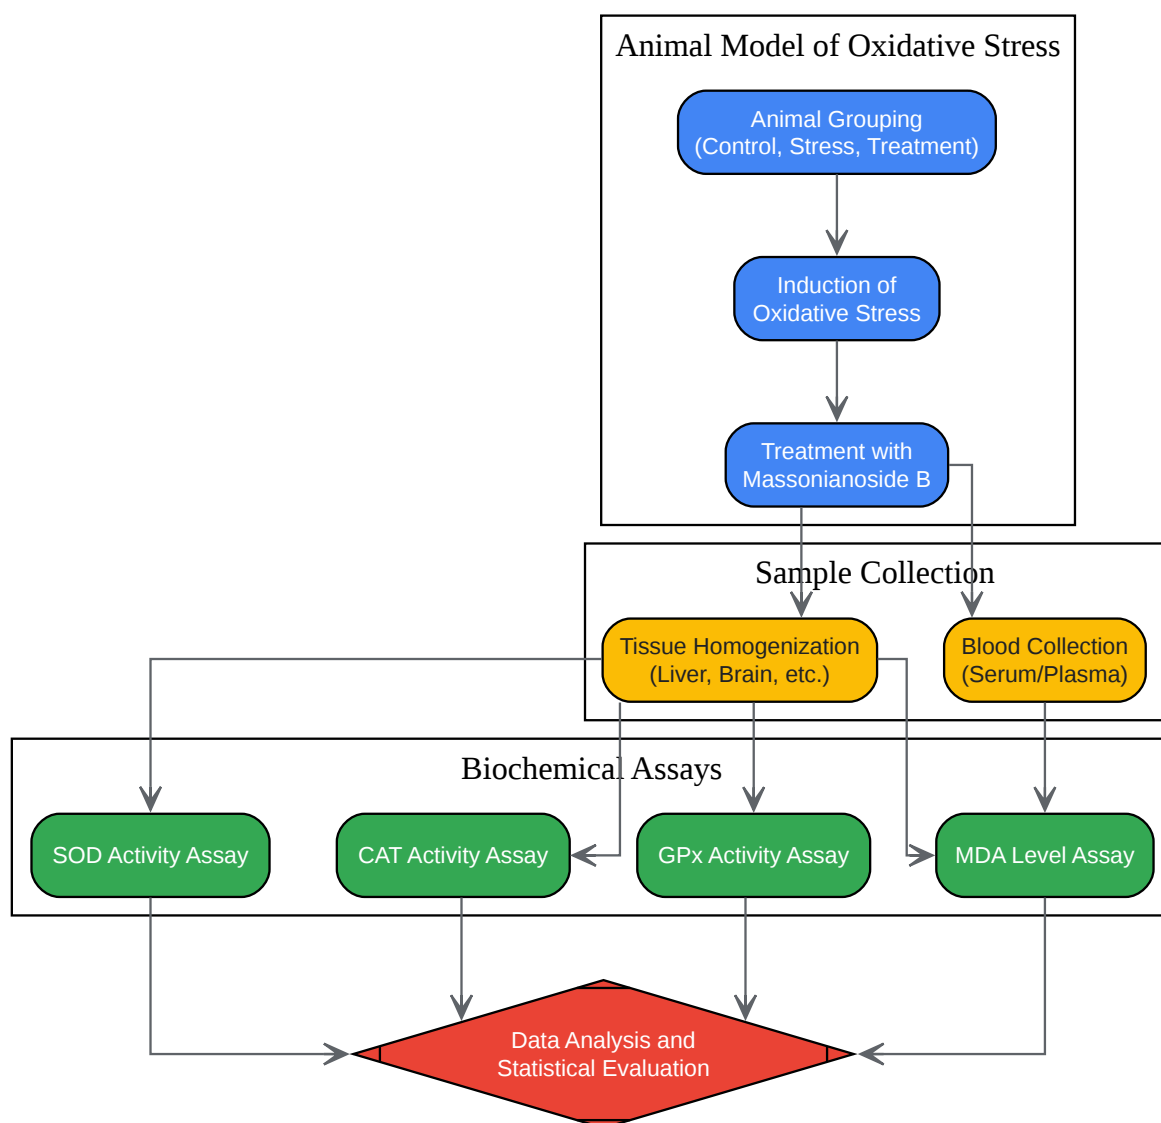 Animal Model of Oxidative Stress
Animal Grouping
(Control, Stress, Treatment)
Induction of
Oxidative Stress
Treatment with
Massonianoside B
Sample Collection
Tissue Homogenization
(Liver, Brain, etc.)
Blood Collection
(Serum/Plasma)
Biochemical Assays
SOD Activity Assay
CAT Activity Assay
GPx Activity Assay
MDA Level Assay
Data Analysis and
Statistical Evaluation